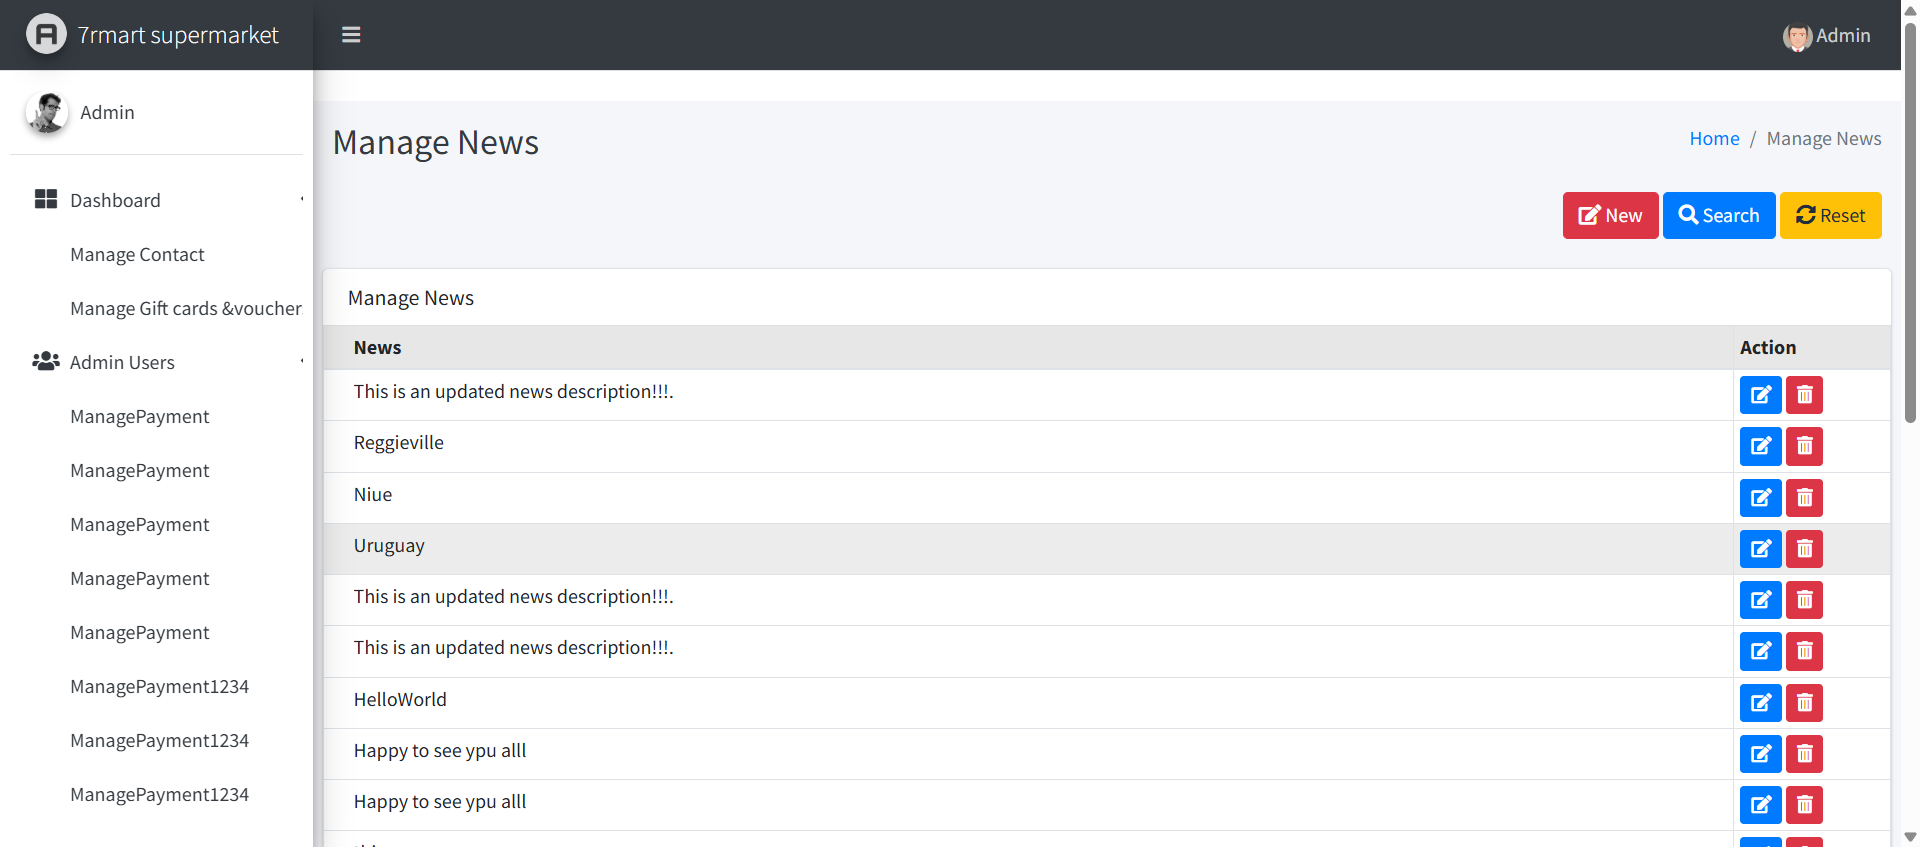 7rmart supermarket
Admin
Admin
Manage News
Home / Manage News
Dashboard
Manage Contact
Manage Gift cards &voucher
Admin Users
ManagePayment
ManagePayment
ManagePayment
ManagePayment
ManagePayment
ManagePayment1234
ManagePayment1234
ManagePayment1234
New Search Reset
Manage News
News Action
This is an updated news description!!!.
Reggieville
Niue
Uruguay
This is an updated news description!!!.
This is an updated news description!!!.
HelloWorld
Happy to see ypu alll
Happy to see ypu alll